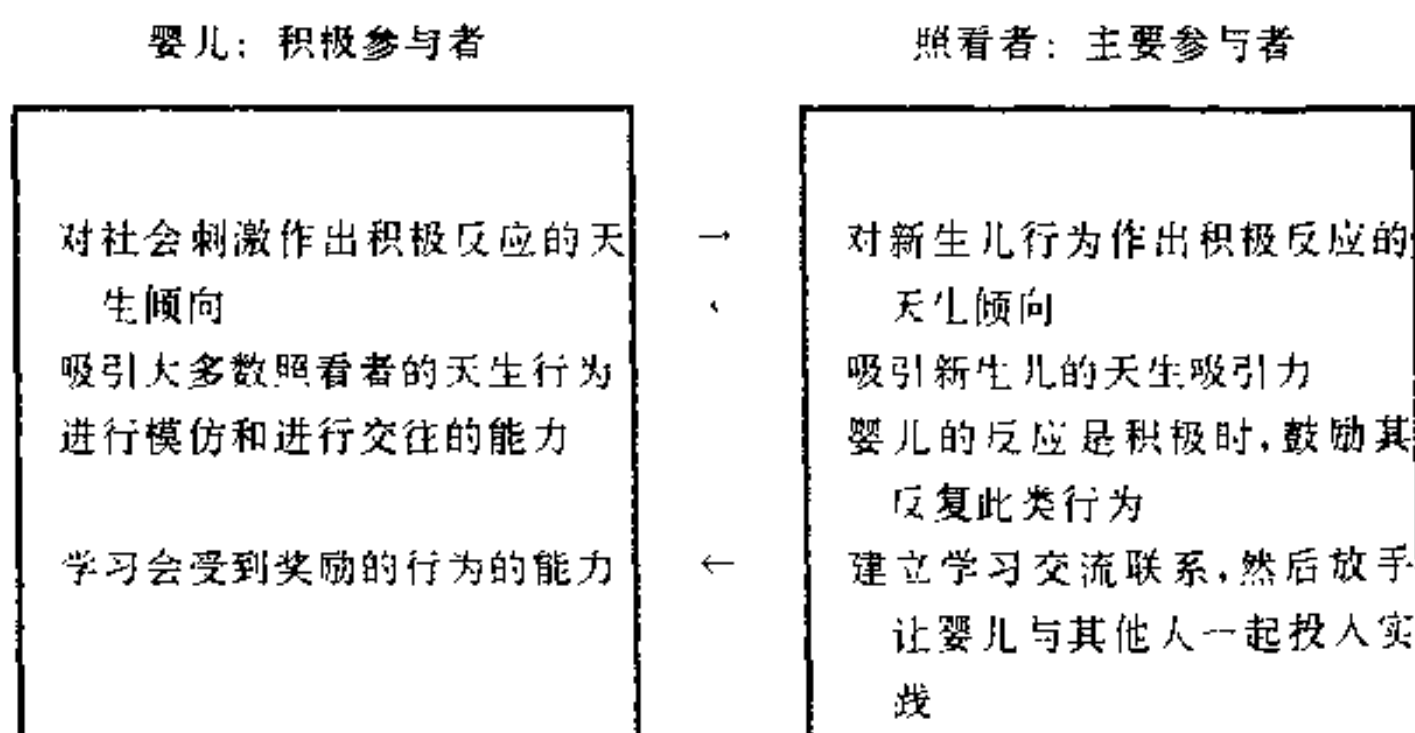 婴儿：积极参与者
对社会刺激作出积极反应的天
生倾向
吸引大多数照看者的天生行为
进行模仿和进行交往的能力
学习会受到奖励的行为的能力
→
←
照看者：主要参与者
对新生儿行为作出积极反应的
天生倾向
吸引新生儿的天生吸引力
婴儿的反应是积极时，鼓励其
反复此类行为
建立学习交流联系，然后放手
让婴儿与其他人一起投入实
践